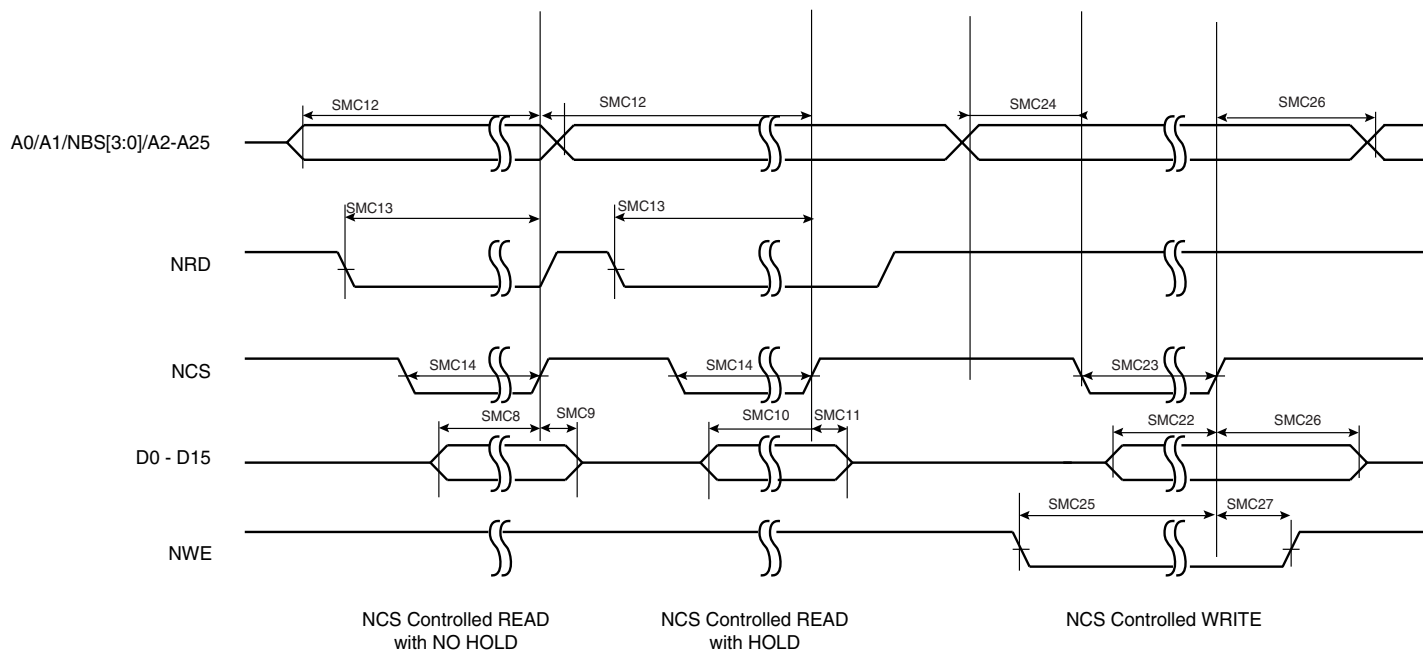 SMC12
SMC12
SMC24
SMC26
A0/A1/NBS[3:0]/A2-A25
SMC13
SMC13
NRD
NCS
SMC14
SMC14
SMC23
SMC8
SMC9
SMC10
SMC11
SMC22
SMC26
D0 - D15
SMC25
SMC27
NWE
NCS Controlled READ
with NO HOLD
NCS Controlled READ
with HOLD
NCS Controlled WRITE